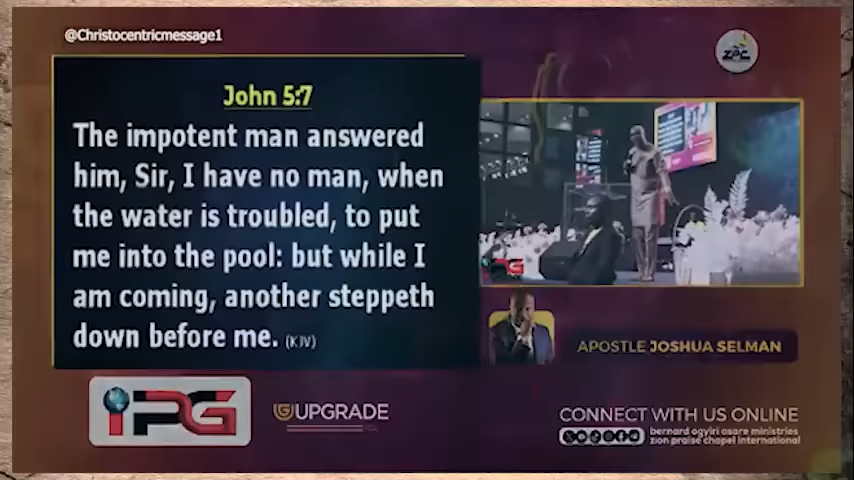 @Christocentricmessage1
ZPC
John 5:7
The impotent man answered
him, Sir, I have no man, when
the water is troubled, to put
me into the pool: but while I
am coming, another steppeth
down before me. (KJV)
PG
APOSTLE JOSHUA SELMAN
iPG
UPGRADE
CONNECT WITH US ONLINE
bernard ogyiri asare ministries
zion praise chapel international